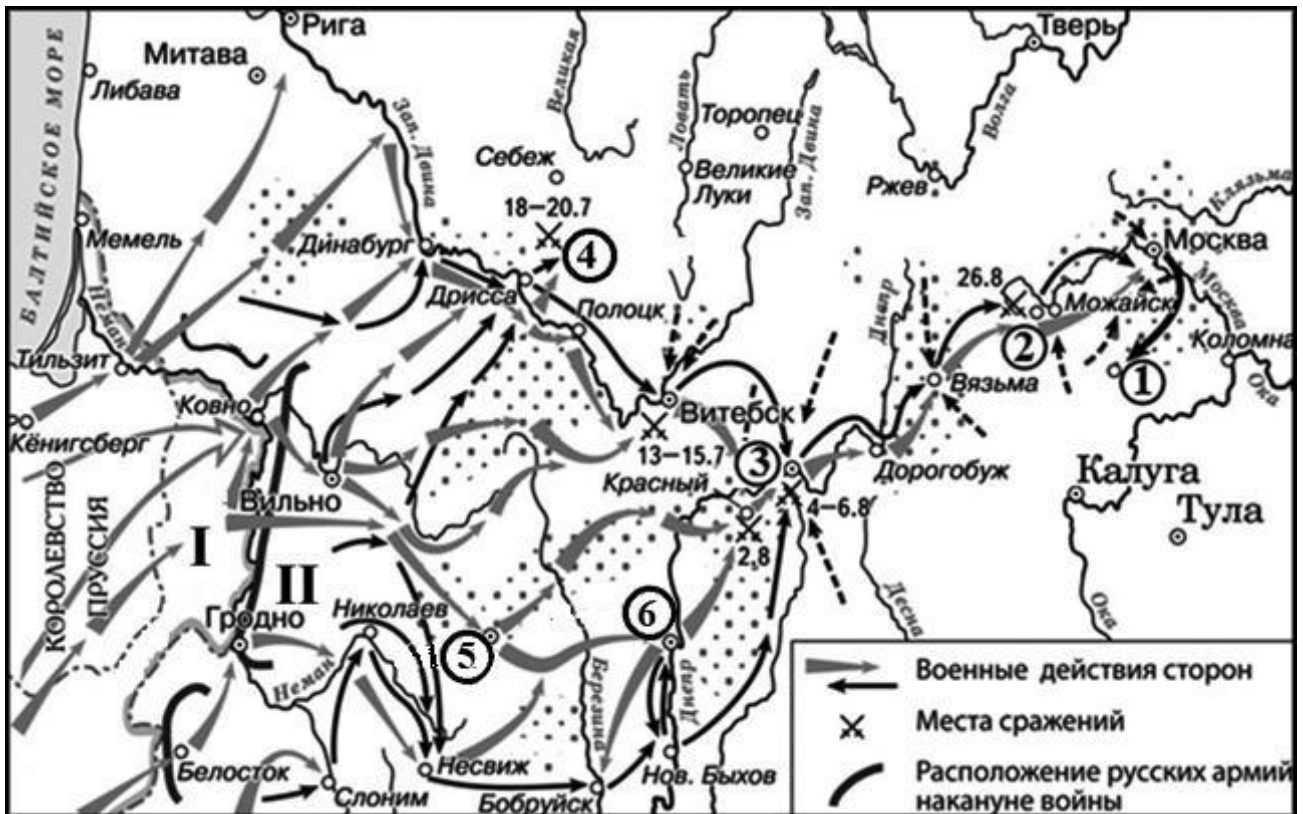 Рига
Митава
Либава
БАЛТИЙСКОЕ МОРЕ
Зап. Двина
Великая
Ловать
Торопец
Себеж
Великие
Луки
Зап. Двина
Тверь
Волга
Ржев
Клязьма
18–20.7
4
Мемель
Динабург
Дрисса
Полоцк
Неман
Тильзит
Днепр
26.8
Москва
Можайск
Москва
2
1
Коломна
Ока
Вязьма
Ковно
Кёнигсберг
Витебск
13–15.7
3
Красный
Дорогобуж
Калуга
Тула
4–6.8
2.8
Вильно
КОРОЛЕВСТВО
ПРУССИЯ
I
II
Гродно
Николаев
Неман
5
6
Березина
Днепр
Десна
Ока
Белосток
Слоним
Несвиж
Бобруйск
Нов. Быхов
Военные действия сторон
Места сражений
Расположение русских армий
накануне войны